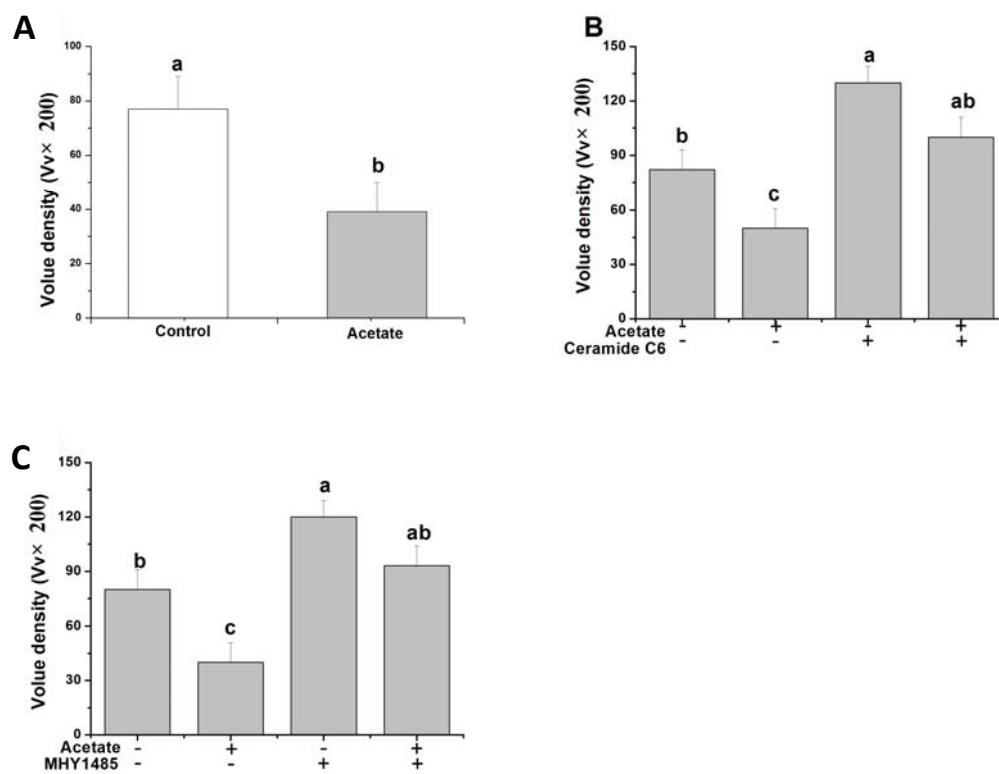 A
Volue density (Vv× 200)
100
80
60
40
20
0
a
b
Control
Acetate
B
Volue density (Vv× 200)
150
120
90
60
30
0
b
c
a
ab
Acetate - + - +
Ceramide C6 - - + +
C
Volue density (Vv× 200)
150
120
90
60
30
0
b
c
a
ab
Acetate - + - +
MHY1485 - - + +